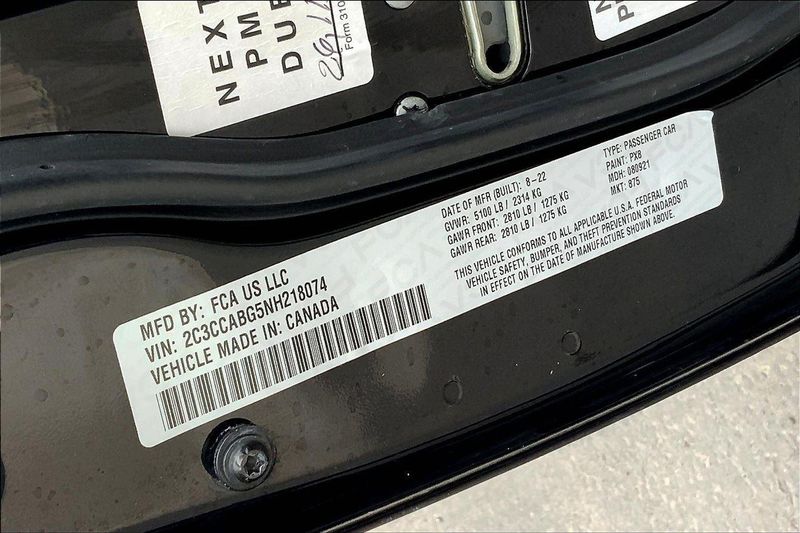 NEXT
PM
DUE
Form 310
MFD BY: FCA US LLC
VIN: 2C3CCABG5NH218074
VEHICLE MADE IN: CANADA
DATE OF MFR (BUILT): 8-22
GVWR: 5100 LB / 2314 KG
GAWR FRONT: 2810 LB / 1275 KG
GAWR REAR: 2810 LB / 1275 KG
TYPE: PASSENGER CAR
PAINT: PX8
MDH: 080921
MKT: 875
THIS VEHICLE CONFORMS TO ALL APPLICABLE U.S.A. FEDERAL MOTOR
VEHICLE SAFETY, BUMPER, AND THEFT PREVENTION STANDARDS
IN EFFECT ON THE DATE OF MANUFACTURE SHOWN ABOVE.